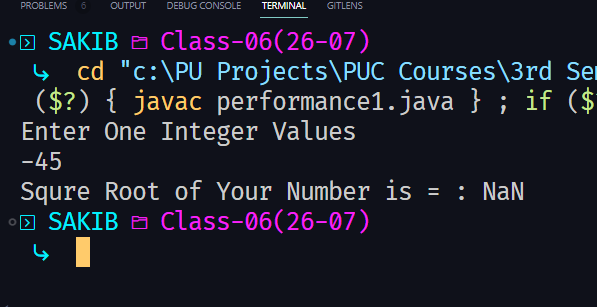 PROBLEMS 6 OUTPUT DEBUG CONSOLE TERMINAL GITLENS
SAKIB Class-06(26-07)
cd "c:\PU Projects\PUC Courses\3rd Se
($?) { javac performance1.java } ; if ($
Enter One Integer Values
-45
Squre Root of Your Number is = : NaN
SAKIB Class-06(26-07)